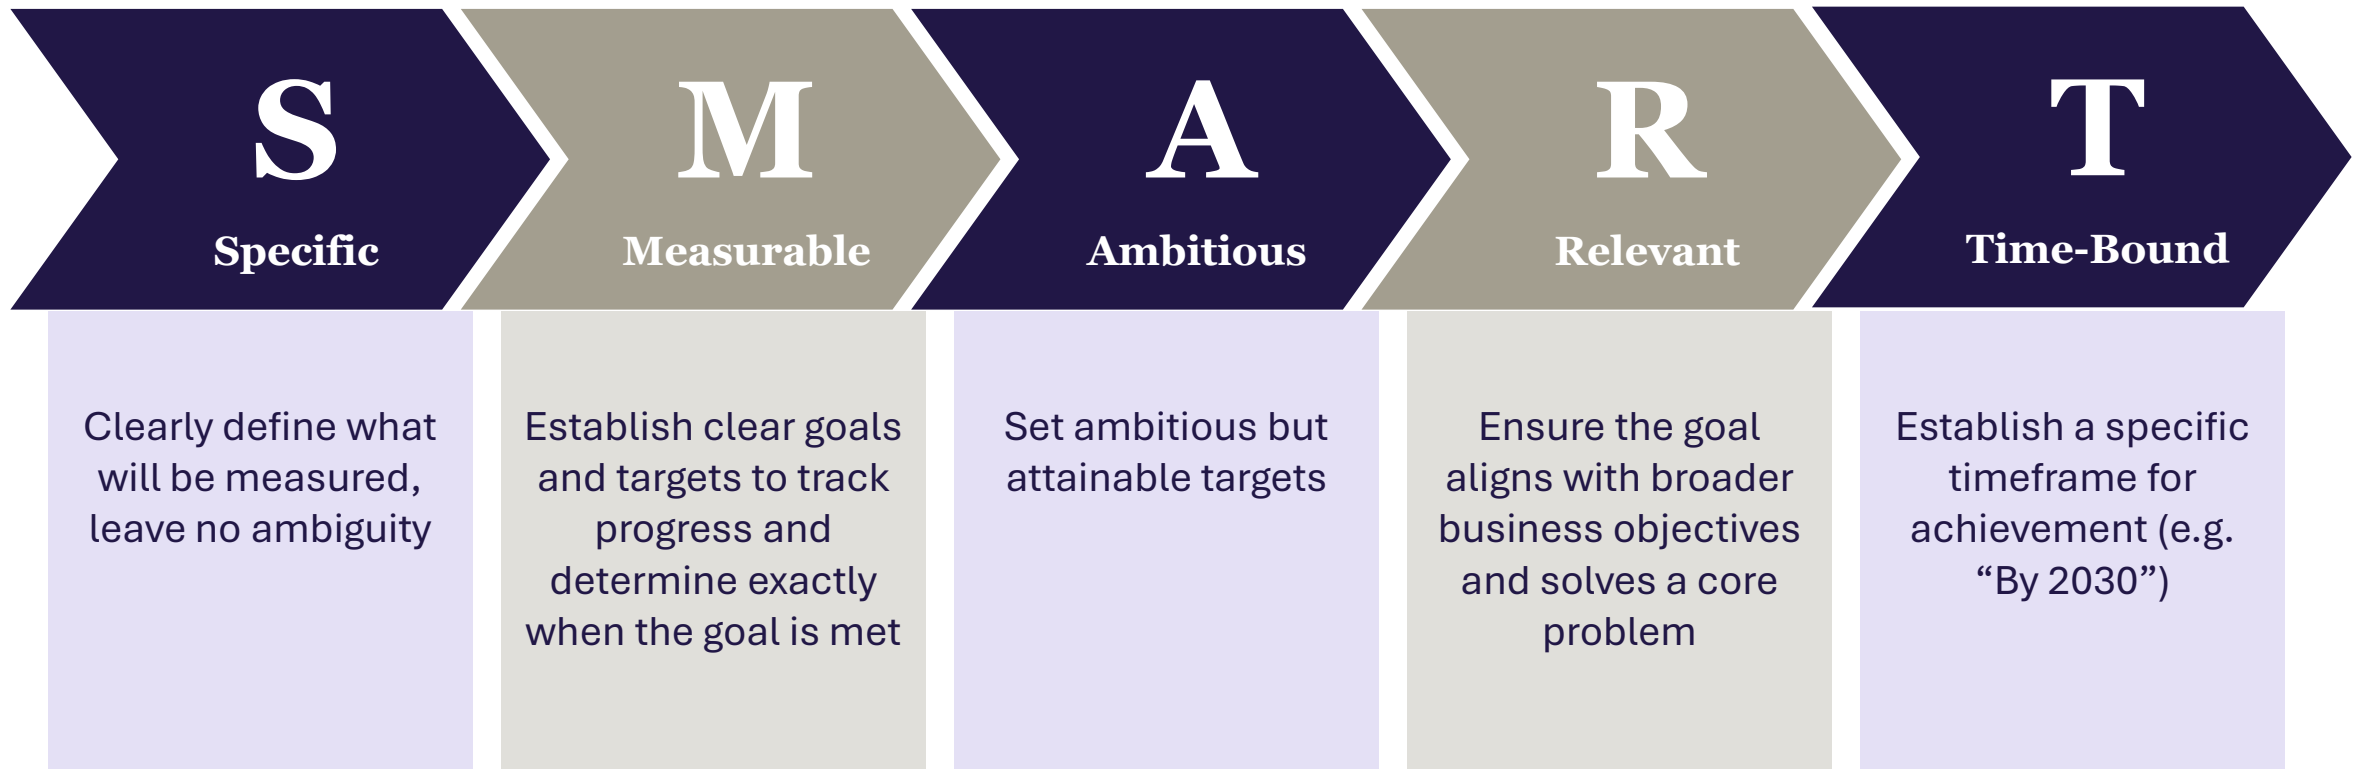 S
Specific
Clearly define what
will be measured,
leave no ambiguity
M
Measurable
Establish clear goals
and targets to track
progress and
determine exactly
when the goal is met
A
Ambitious
Set ambitious but
attainable targets
R
Relevant
Ensure the goal
aligns with broader
business objectives
and solves a core
problem
T
Time-Bound
Establish a specific
timeframe for
achievement (e.g.
“By 2030”)